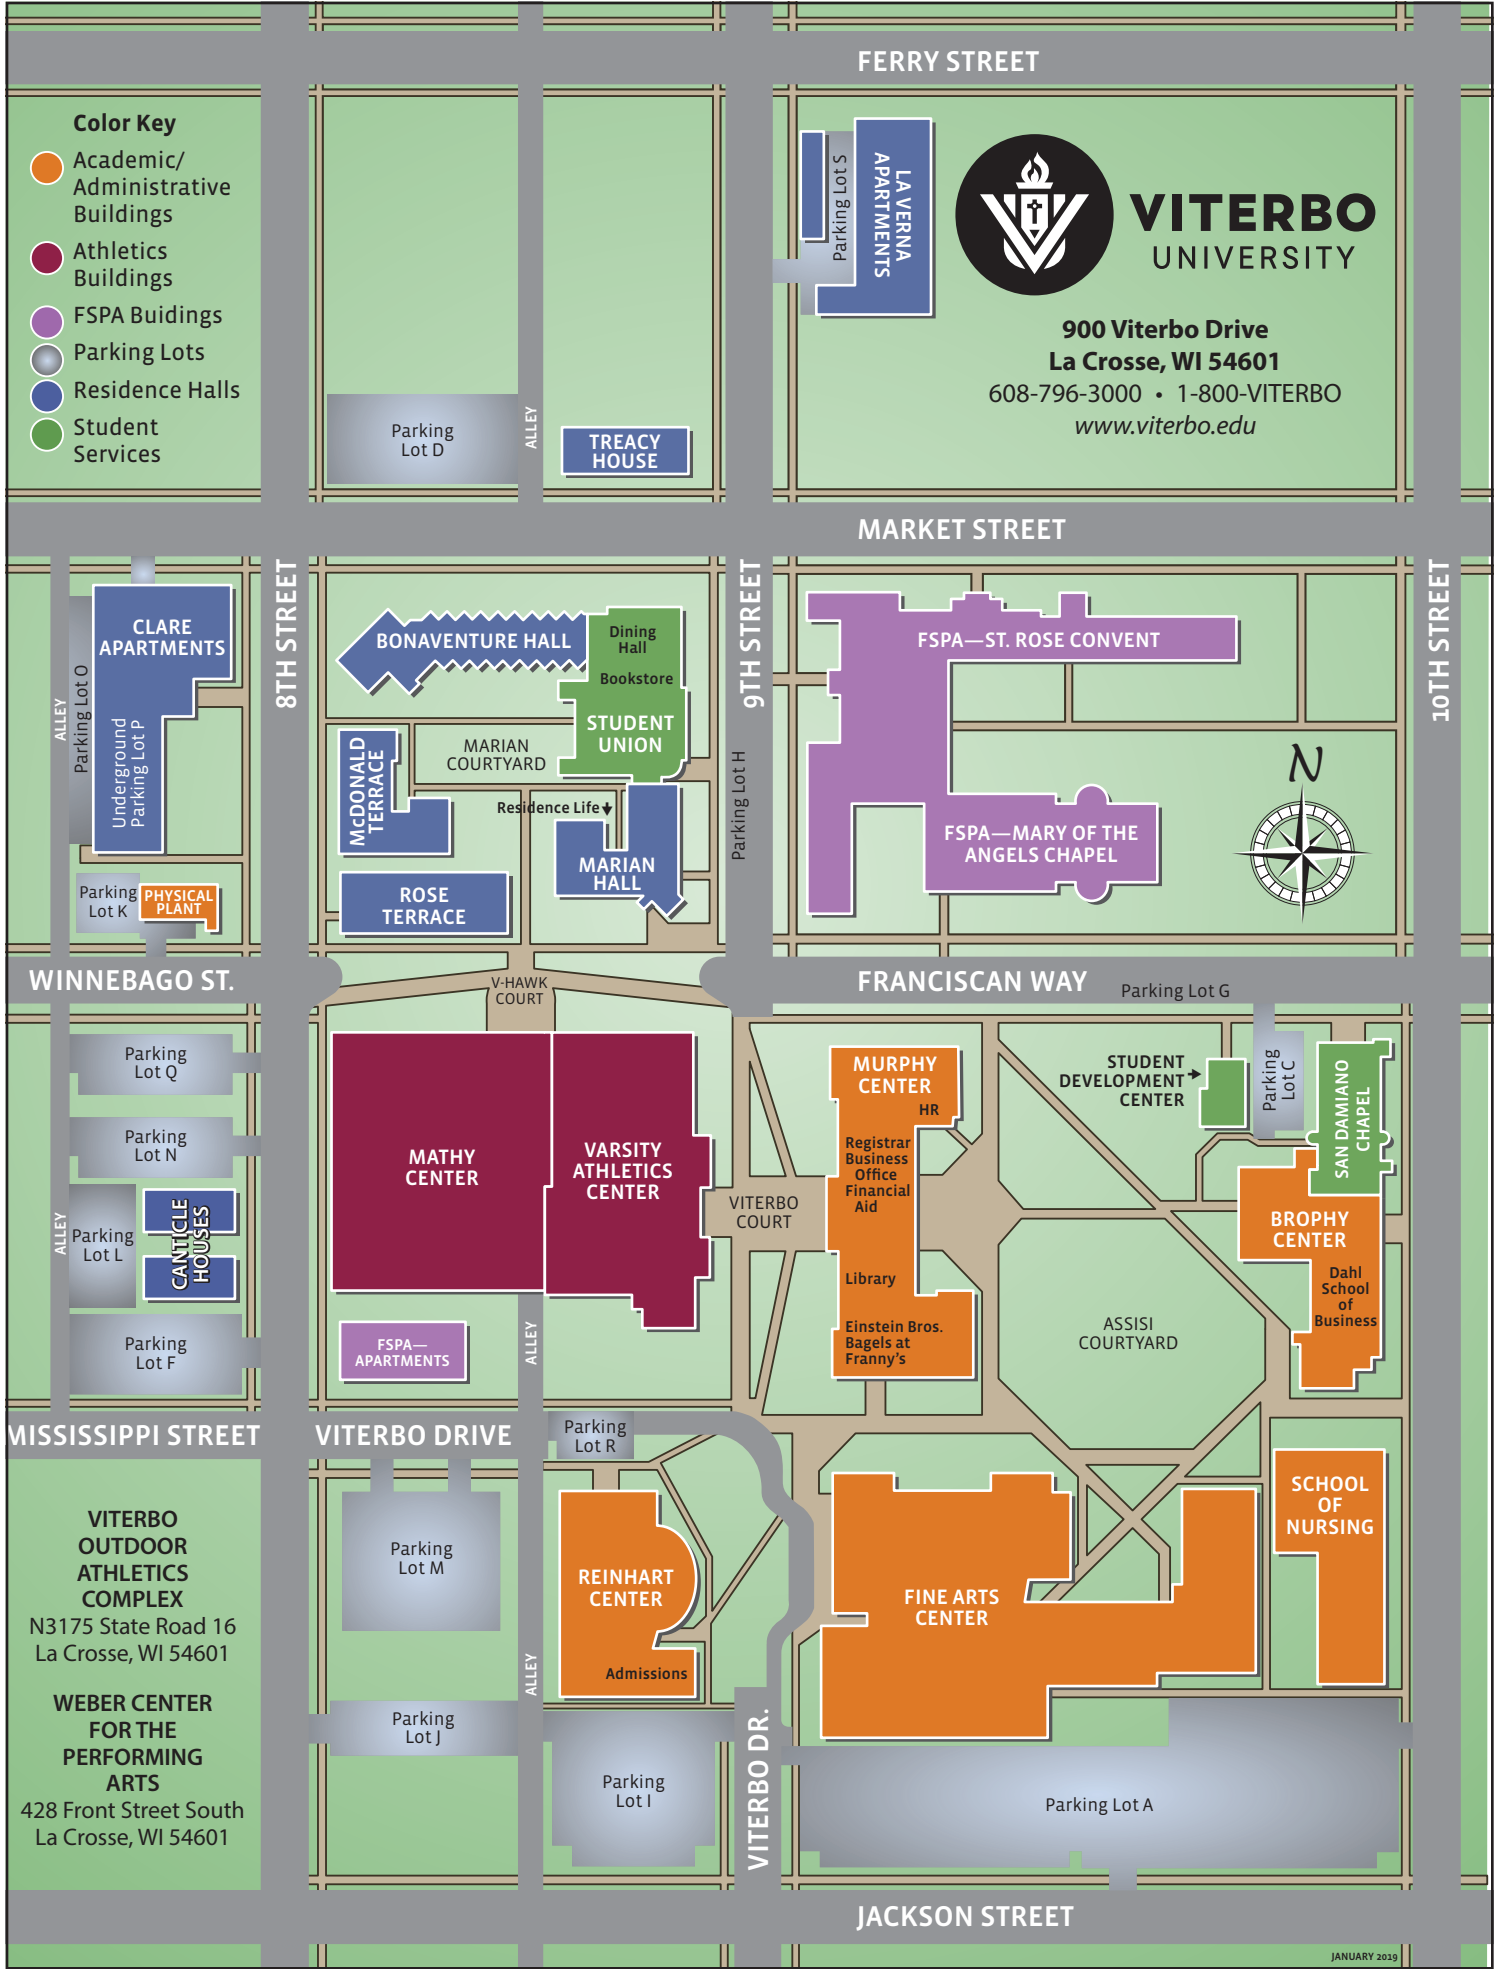 FERRY STREET
Color Key
Academic/
Administrative
Buildings
Athletics
Buildings
FSPA Buidings
Parking Lots
Residence Halls
Student
Services
Parking Lot S
LA VERNA
APARTMENTS
VITERBO
UNIVERSITY
900 Viterbo Drive
La Crosse, WI 54601
608-796-3000 • 1-800-VITERBO
www.viterbo.edu
Parking
Lot D
ALLEY
TREACY
HOUSE
MARKET STREET
8TH STREET
9TH STREET
10TH STREET
ALLEY
Parking Lot O
CLARE
APARTMENTS
Underground
Parking Lot P
BONAVENTURE HALL
Dining
Hall
Bookstore
STUDENT
UNION
MARIAN
COURTYARD
McDONALD
TERRACE
Residence Life
MARIAN
HALL
ROSE
TERRACE
Parking Lot H
FSPA—ST. ROSE CONVENT
FSPA—MARY OF THE
ANGELS CHAPEL
N
Parking
Lot K
PHYSICAL
PLANT
WINNEBAGO ST.
V-HAWK
COURT
FRANCISCAN WAY
Parking Lot G
Parking
Lot Q
Parking
Lot N
ALLEY
Parking
Lot L
CANTICLE
HOUSES
Parking
Lot F
MATHY
CENTER
VARSITY
ATHLETICS
CENTER
FSPA—
APARTMENTS
ALLEY
VITERBO
COURT
MURPHY
CENTER
HR
Registrar
Business
Office
Financial
Aid
Library
Einstein Bros.
Bagels at
Franny's
STUDENT
DEVELOPMENT
CENTER
Parking
Lot C
SAN DAMIANO
CHAPEL
BROPHY
CENTER
Dahl
School
of
Business
ASSISI
COURTYARD
MISSISSIPPI STREET
VITERBO DRIVE
Parking
Lot R
VITERBO
OUTDOOR
ATHLETICS
COMPLEX
N3175 State Road 16
La Crosse, WI 54601
WEBER CENTER
FOR THE
PERFORMING
ARTS
428 Front Street South
La Crosse, WI 54601
Parking
Lot M
ALLEY
REINHART
CENTER
Admissions
FINE ARTS
CENTER
SCHOOL
OF
NURSING
Parking
Lot J
Parking
Lot I
VITERBO DR.
Parking Lot A
JACKSON STREET
JANUARY 2019